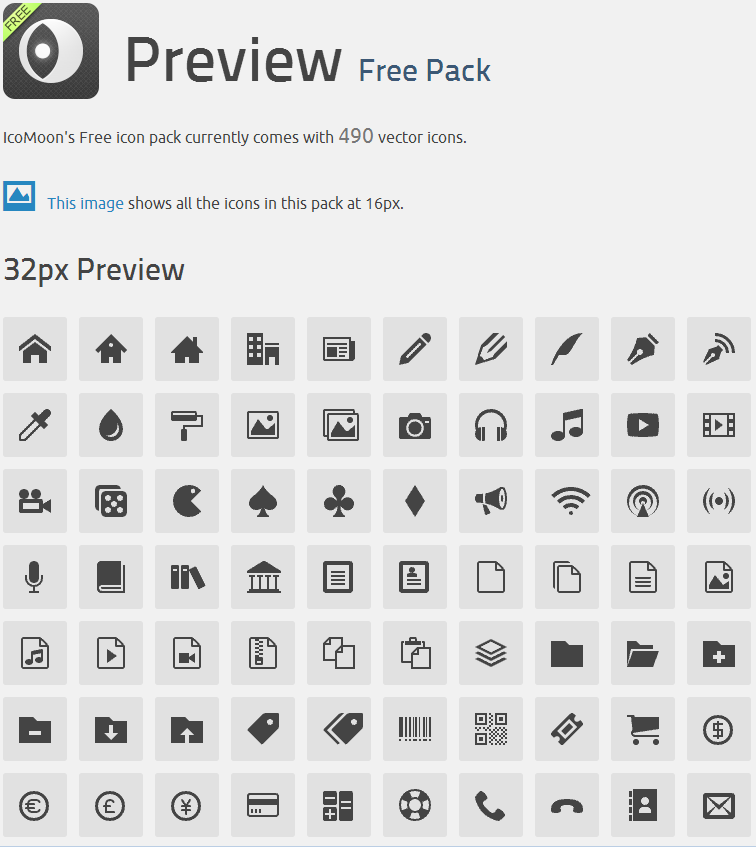 FREE
Preview Free Pack
IcoMoon's Free icon pack currently comes with 490 vector icons.
This image shows all the icons in this pack at 16px.
32px Preview